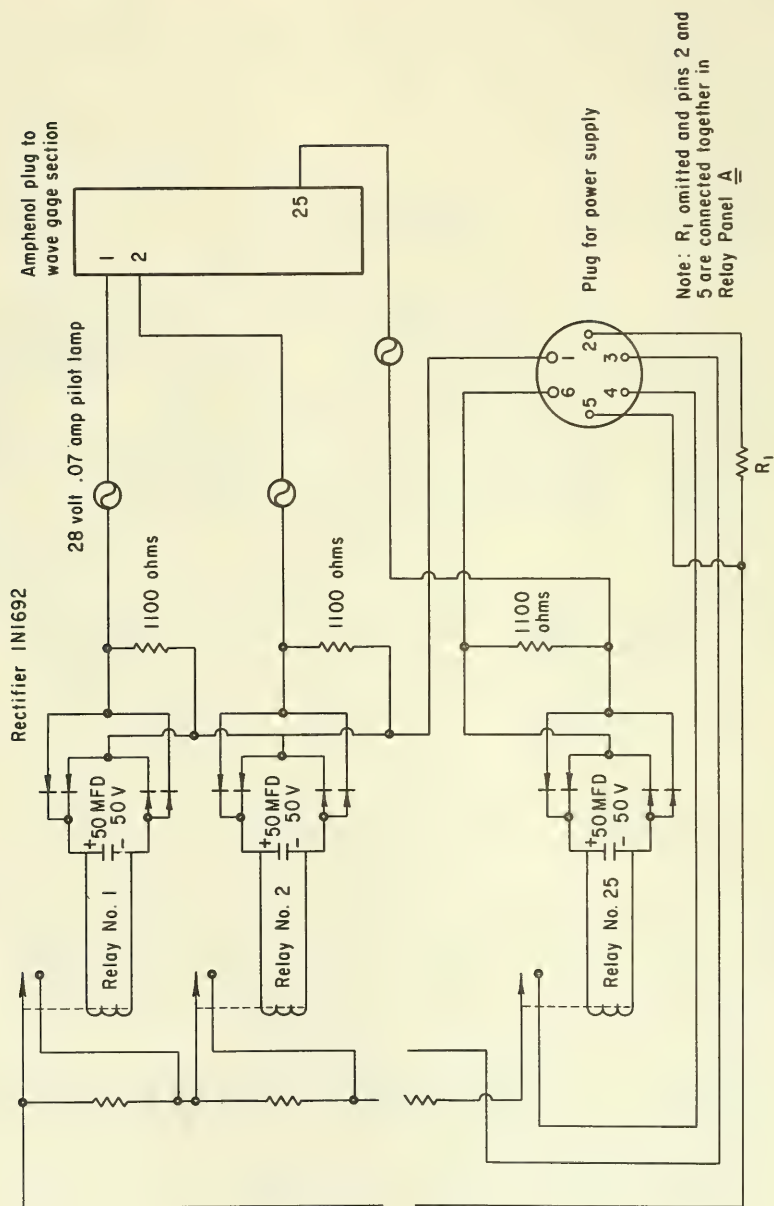 Rectifier IN1692
28 volt .07 amp pilot lamp
Amphenol plug to
wave gage section
1
2
25
1100 ohms
1100 ohms
1100
ohms
+
50 MFD
50 V
-
Relay No. 1
+
50 MFD
50 V
-
Relay No. 2
+
50 MFD
50 V
-
Relay No. 25
Plug for power supply
1
2
3
4
5
6
R1
Note: R1 omitted and pins 2 and
5 are connected together in
Relay Panel A